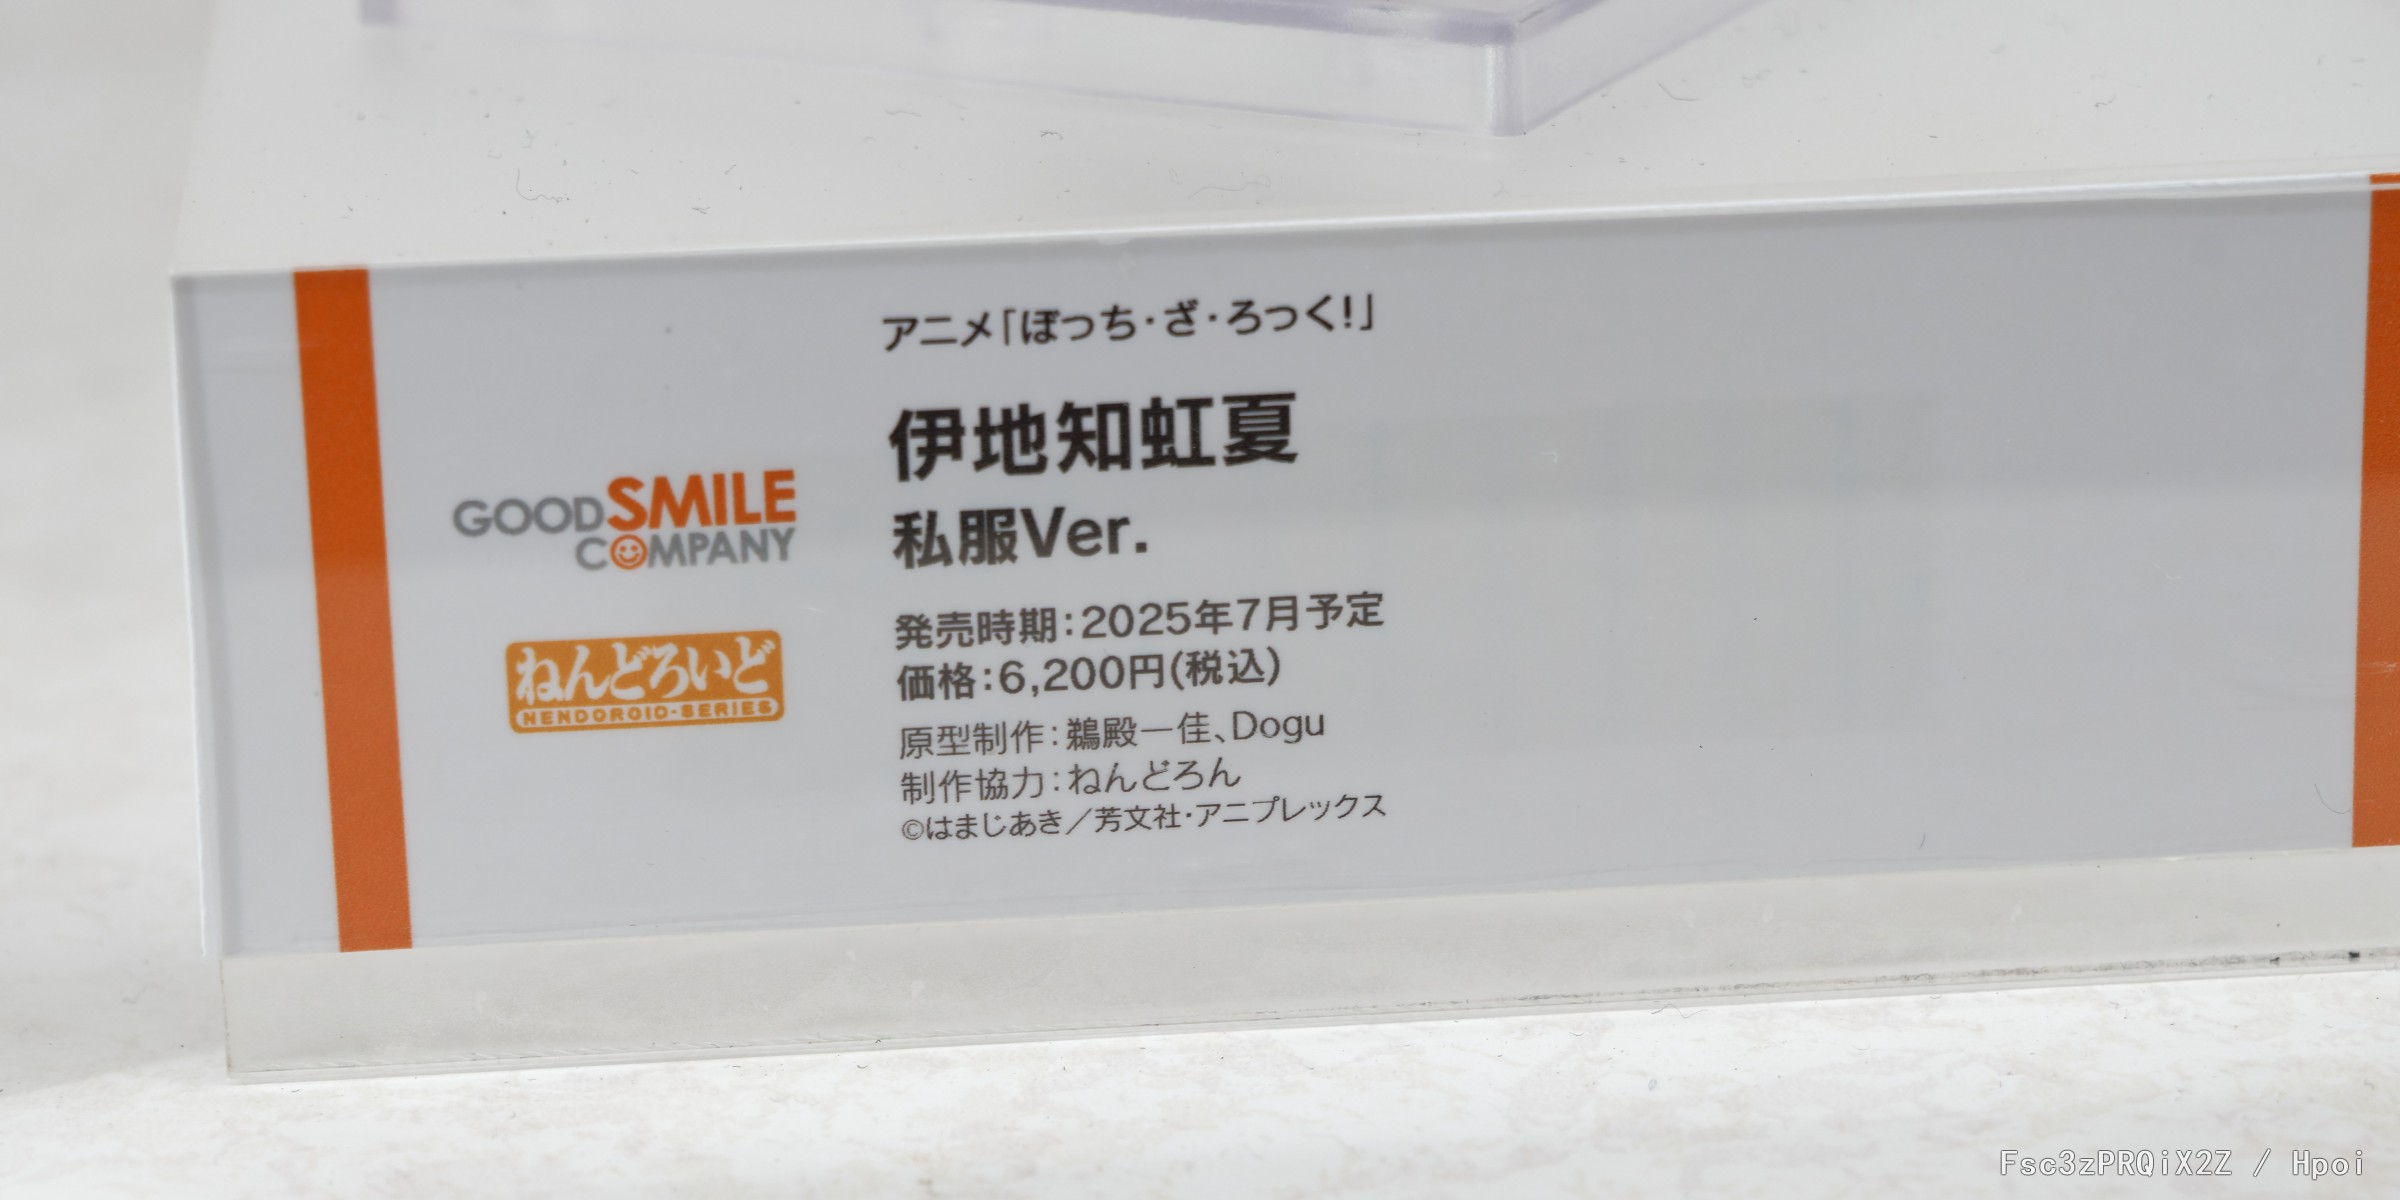 アニメ「ぼっち・ざ・ろっく!」
伊地知虹夏
私服Ver.
GOODSMILE
COMPANY
ねんどろいど
NENDOROID・SERIES
発売時期:2025年7月予定
価格:6,200円(税込)
原型制作:鵜殿一佳、Dogu
制作協力:ねんどろん
©はまじあき／芳文社・アニプレックス
Fsc3zPRQiX2Z / Hpoi